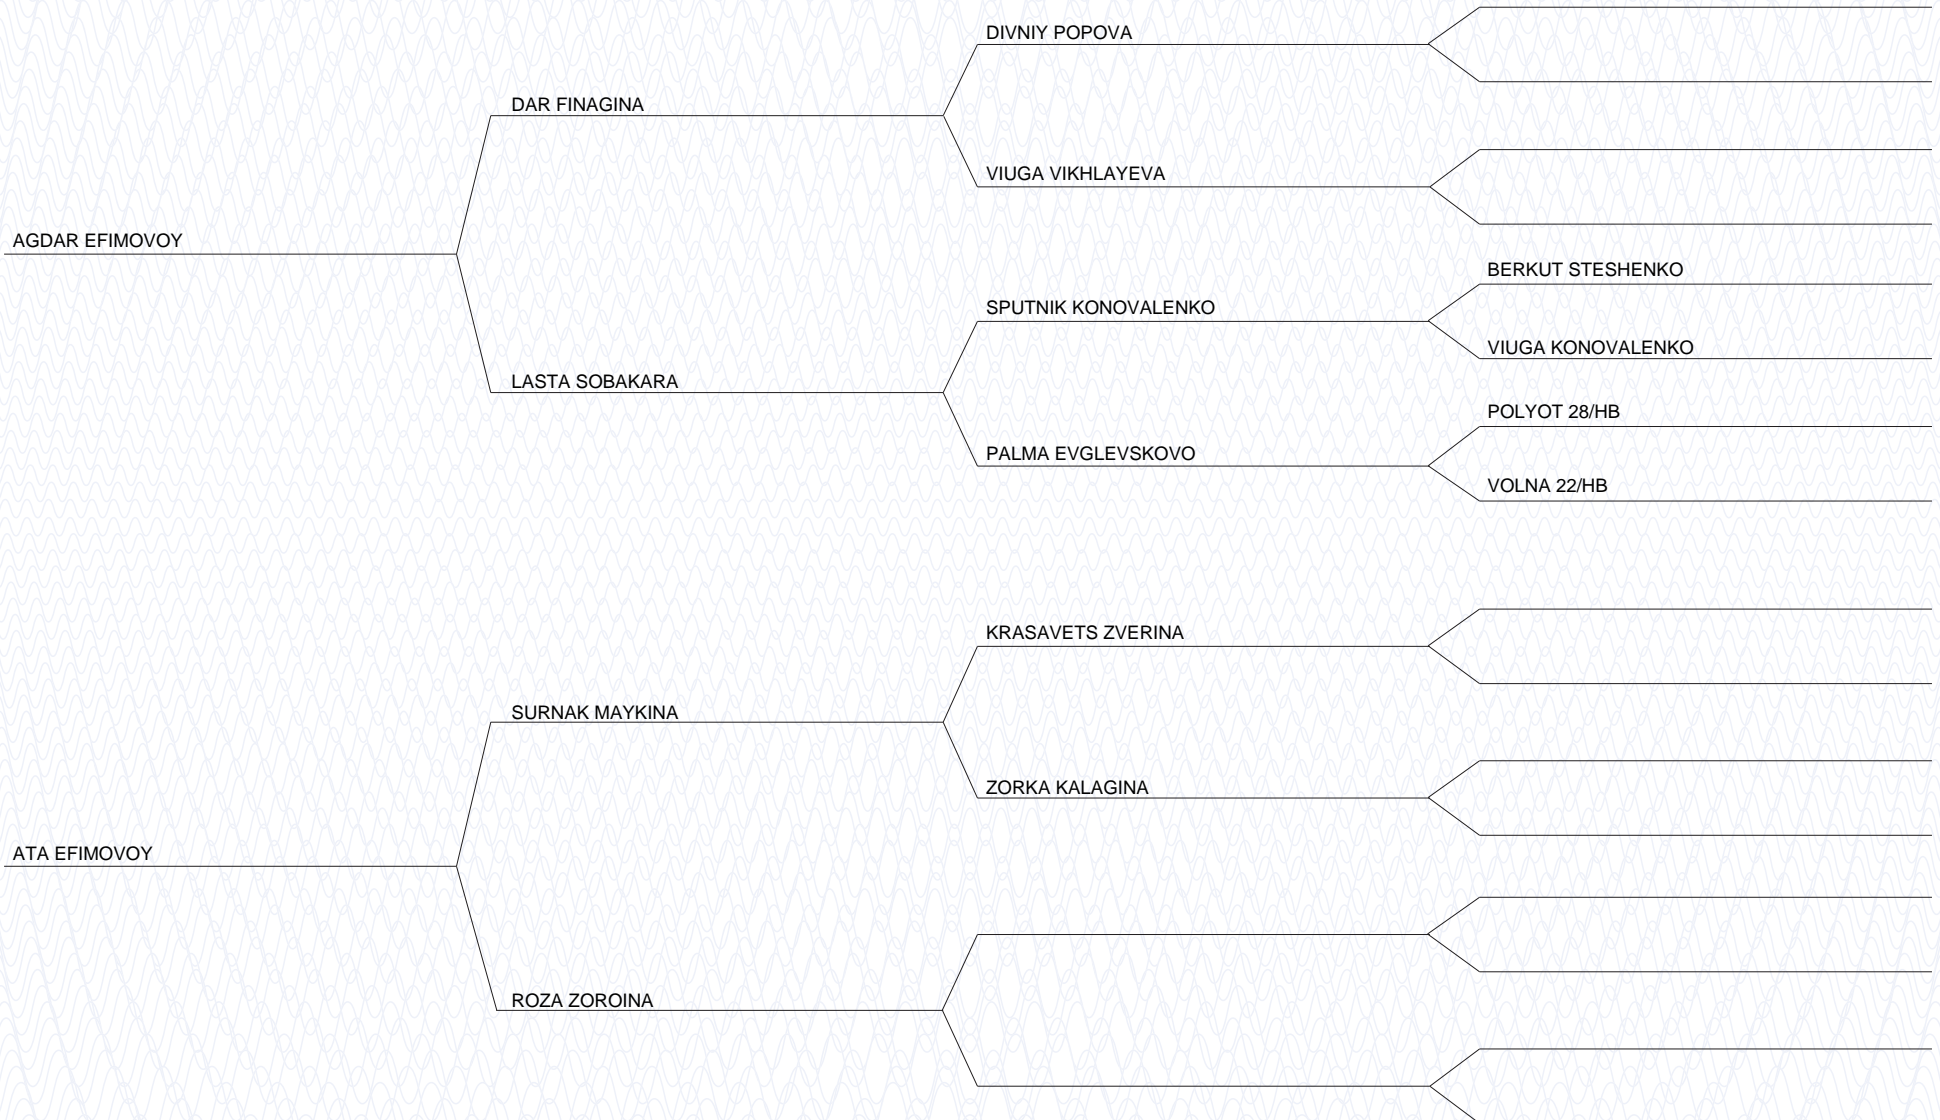 DIVNIY POPOVA
DAR FINAGINA
VIUGA VIKHLAYEVA
AGDAR EFIMOVOY
BERKUT STESHENKO
SPUTNIK KONOVALENKO
VIUGA KONOVALENKO
LASTA SOBAKARA
POLYOT 28/HB
PALMA EVGLEVSKOVO
VOLNA 22/HB
KRASAVETS ZVERINA
SURNAK MAYKINA
ZORKA KALAGINA
ATA EFIMOVOY
ROZA ZOROINA